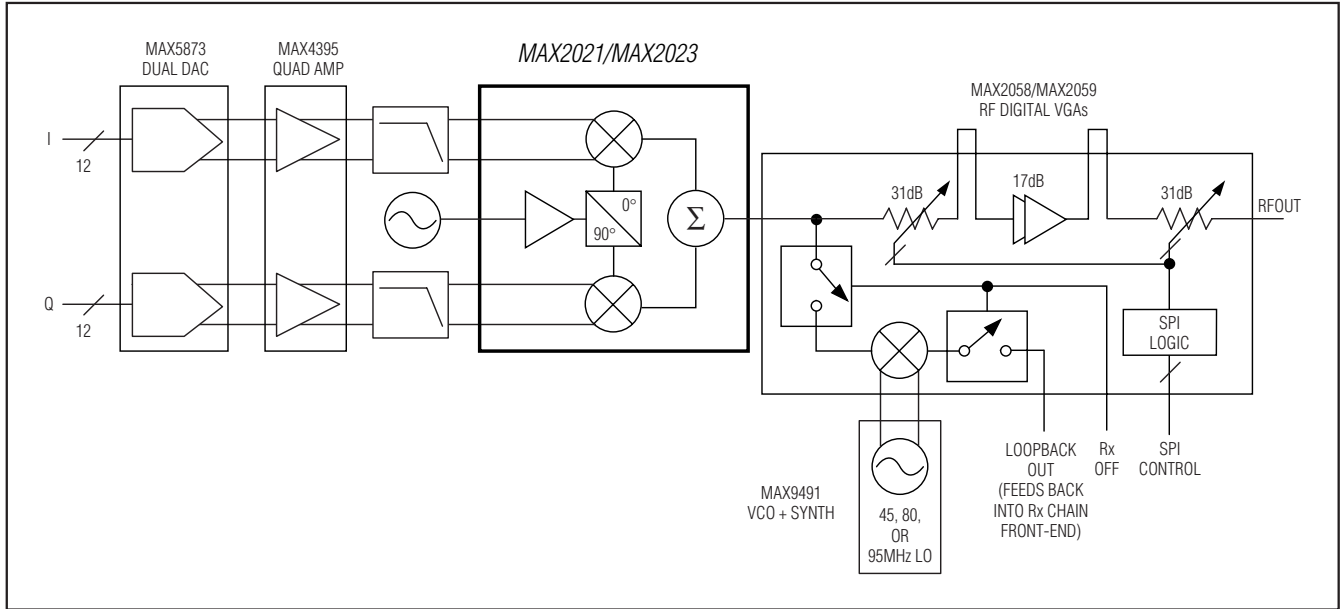 MAX5873
DUAL DAC
MAX4395
QUAD AMP
MAX2021/MAX2023
MAX2058/MAX2059
RF DIGITAL VGAs
I
12
31dB
17dB
31dB
RFOUT
0°
90°
Σ
Q
12
SPI
LOGIC
MAX9491
VCO + SYNTH
45, 80,
OR
95MHz LO
LOOPBACK
OUT
(FEEDS BACK
INTO Rx CHAIN
FRONT-END)
Rx
OFF
SPI
CONTROL